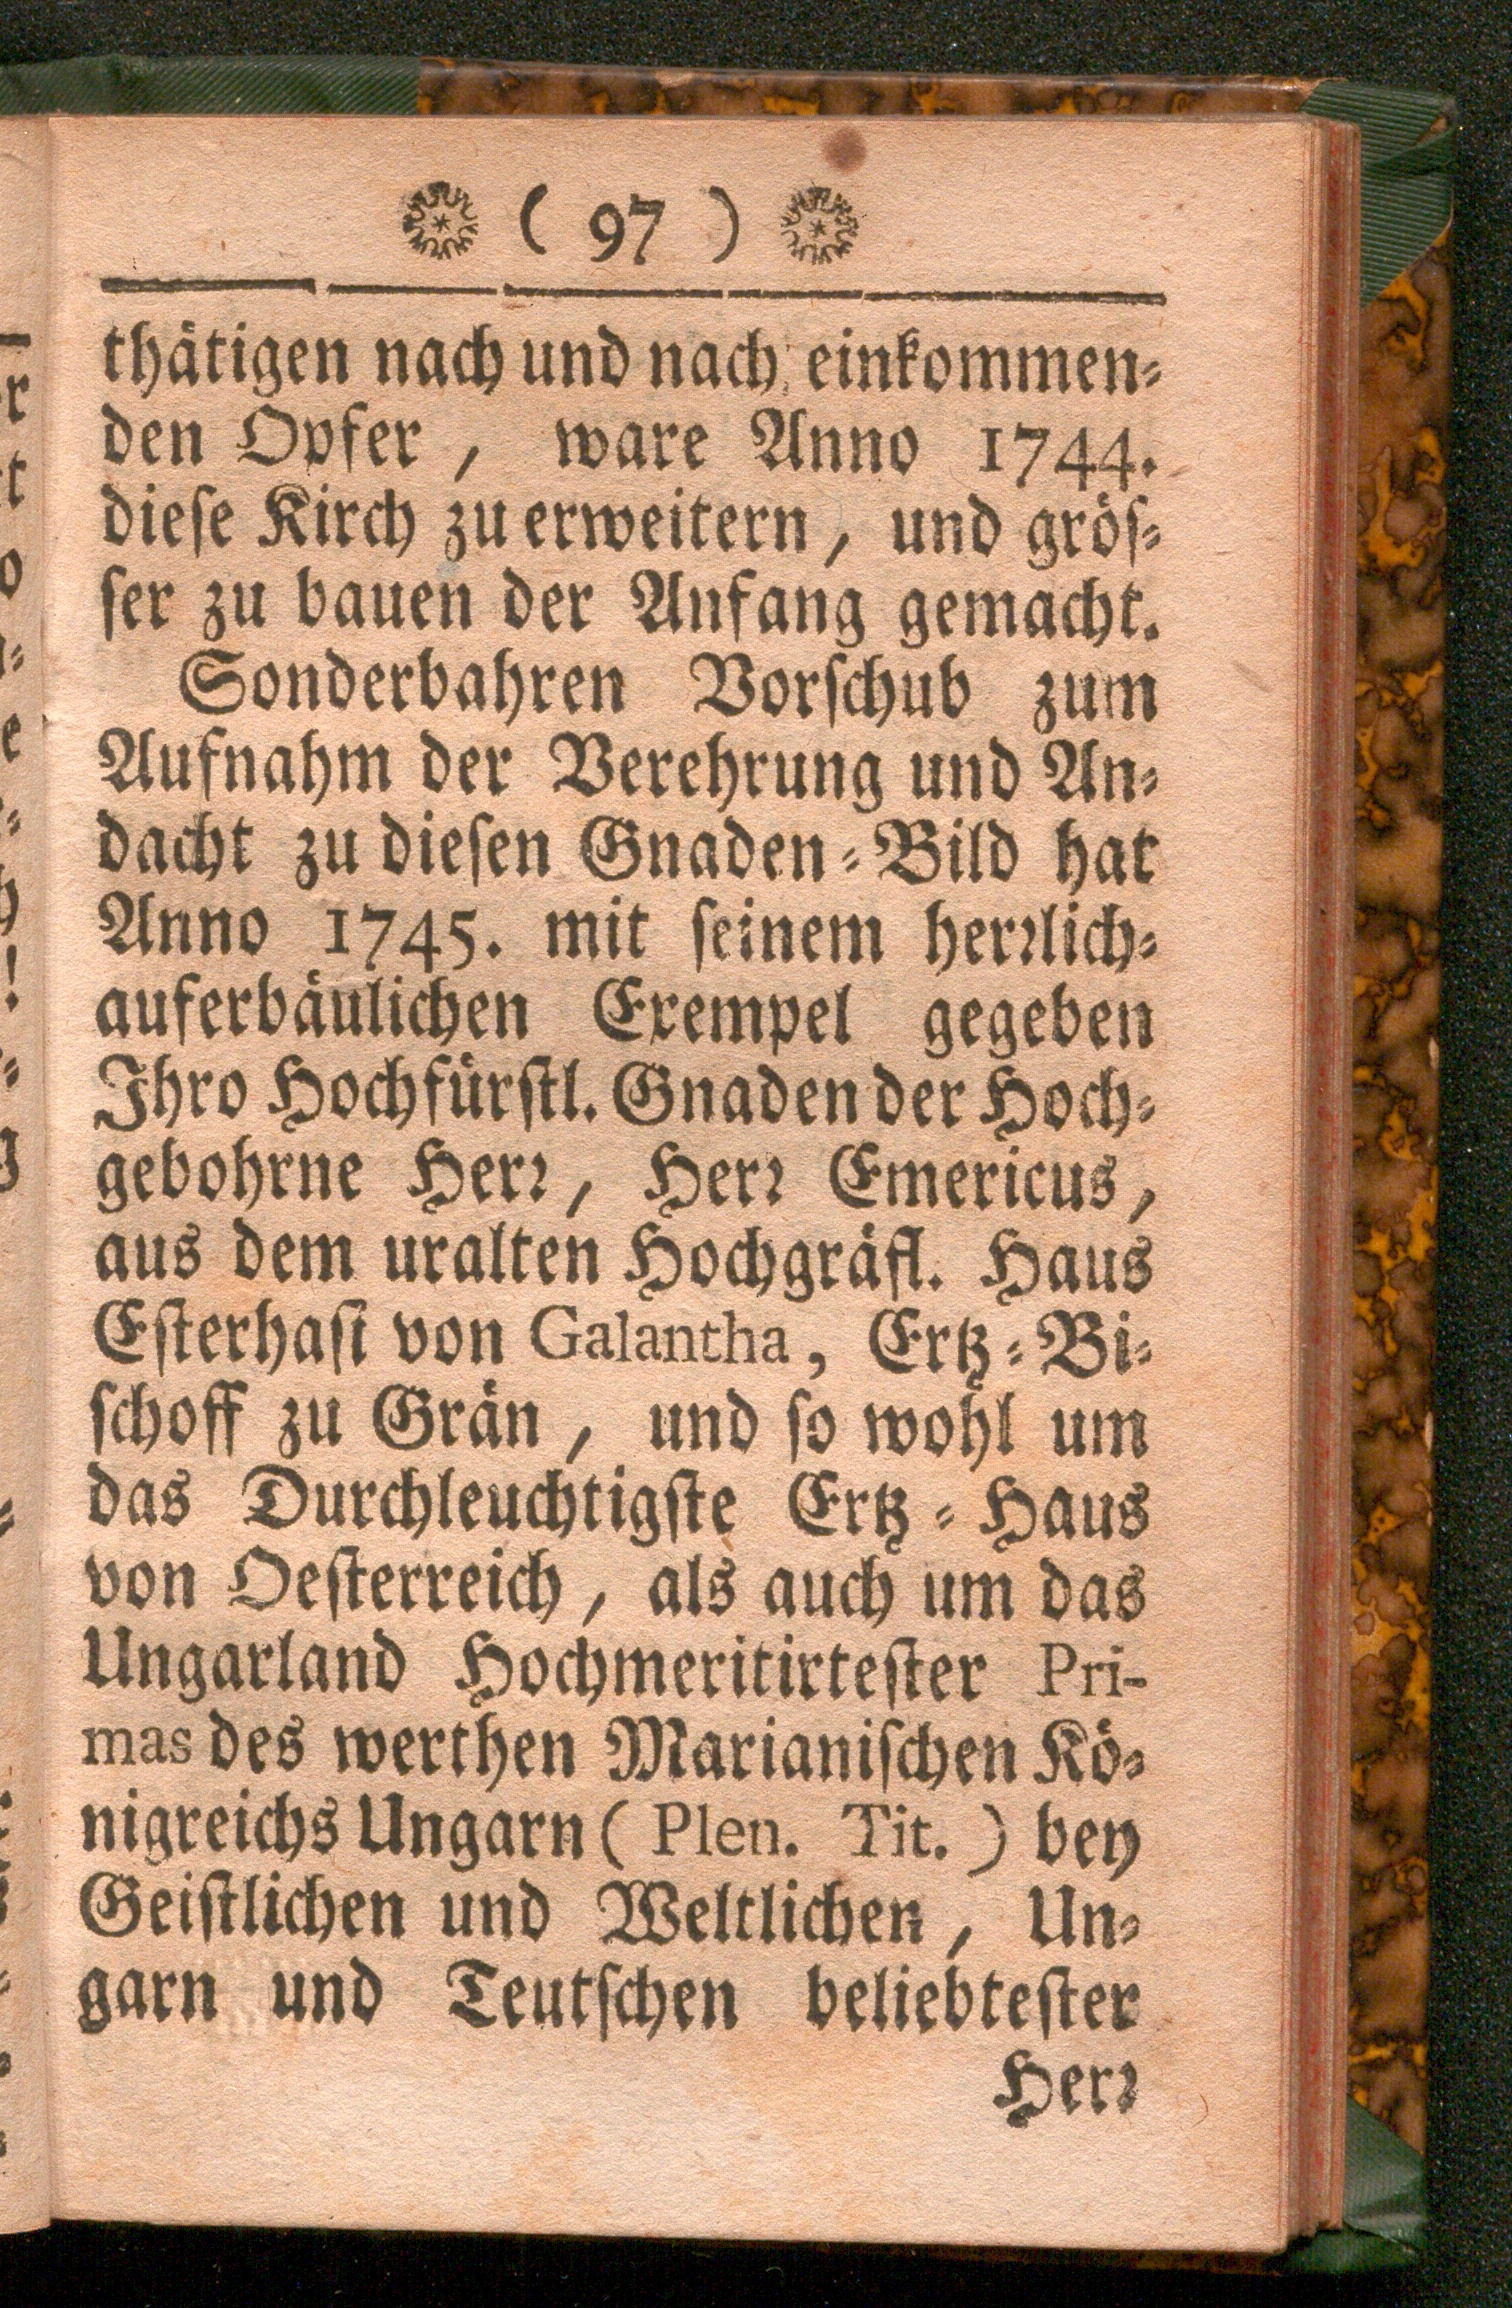 ( 97 )
thätigen nach und nach einkommen⸗
den Opfer, ware Anno 1744.
dieſe Kirch zu erweitern, und gröſ⸗
ſer zu bauen der Anfang gemacht.
Sonderbahren Vorſchub zum
Aufnahm der Verehrung und An⸗
dacht zu dieſen Gnaden⸗Bild hat
Anno 1745. mit ſeinem herꝛlich⸗
auferbäulichen Exempel gegeben
Ihro Hochfürſtl. Gnaden der Hoch⸗
gebohrne Herꝛ, Herꝛ Emericus,
aus dem uralten Hochgräfl. Haus
Eſterhaſi von Galantha, Ertz⸗Bi⸗
ſchoff zu Grän, und ſo wohl um
das Durchleuchtigſte Ertz⸗Haus
von Oeſterreich, als auch um das
Ungarland Hochmeritirteſter Pri-
mas des werthen Marianiſchen Kö⸗
nigreichs Ungarn (Plen. Tit.) bey
Geiſtlichen und Weltlichen, Un⸗
garn und Teutſchen beliebteſter
Herꝛ